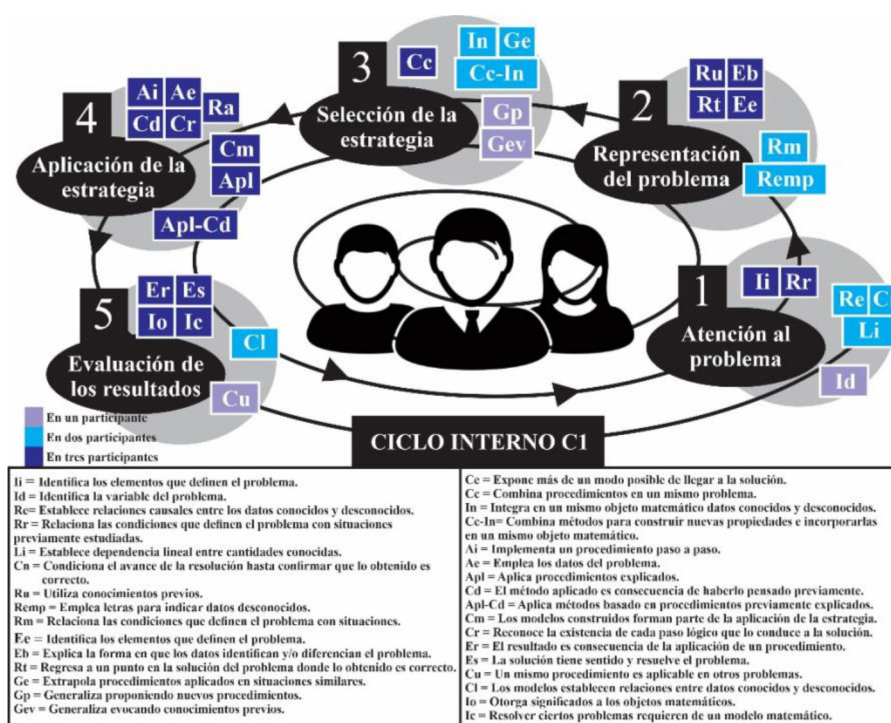 3
Cc
In Ge
Cc-In
Gp
Gev
Selección de la
estrategia
2
Ru Eb
Rt Ee
Rm
Remp
Representación
del problema
4
Ai Ae
Cd Cr
Ra
Cm
Apl
Apl-Cd
Aplicación de la
estrategia
1
Ii Rr
Re
Li
Id
Atención al
problema
5
Er Es
Io Ic
Cl
Cu
Evaluación de
los resultados
En un participante
En dos participantes
En tres participantes
CICLO INTERNO C1
Ii = Identifica los elementos que definen el problema.
Id = Identifica la variable del problema.
Re= Establece relaciones causales entre los datos conocidos y desconocidos.
Rr = Relaciona las condiciones que definen el problema con situaciones
previamente estudiadas.
Li = Establece dependencia lineal entre cantidades conocidas.
Cn = Condiciona el avance de la resolución hasta confirmar que lo obtenido es
correcto.
Ru = Utiliza conocimientos previos.
Remp = Emplea letras para indicar datos desconocidos.
Rm = Relaciona las condiciones que definen el problema con situaciones.
Ee = Identifica los elementos que definen el problema.
Eb = Explica la forma en que los datos identifican y/o diferencian el problema.
Rt = Regresa a un punto en la solución del problema donde lo obtenido es correcto.
Ge = Extrapola procedimientos aplicados en situaciones similares.
Gp = Generaliza proponiendo nuevos procedimientos.
Gev = Generaliza evocando conocimientos previos.
Ce = Expone más de un modo posible de llegar a la solución.
Cc = Combina procedimientos en un mismo problema.
In = Integra en un mismo objeto matemático datos conocidos y desconocidos.
Cc-In= Combina métodos para construir nuevas propiedades e incorporarlas
en un mismo objeto matemático.
Ai = Implementa un procedimiento paso a paso.
Ae = Emplea los datos del problema.
Apl = Aplica procedimientos explicados.
Cd = El método aplicado es consecuencia de haberlo pensado previamente.
Apl-Cd = Aplica métodos basado en procedimientos previamente explicados.
Cm = Los modelos construidos forman parte de la aplicación de la estrategia.
Cr = Reconoce la existencia de cada paso lógico que lo conduce a la solución.
Er = El resultado es consecuencia de la aplicación de un procedimiento.
Es = La solución tiene sentido y resuelve el problema.
Cu = Un mismo procedimiento es aplicable en otros problemas.
Cl = Los modelos establecen relaciones entre datos conocidos y desconocidos.
Io = Otorga significados a los objetos matemáticos.
Ic = Resolver ciertos problemas requieren de un modelo matemático.